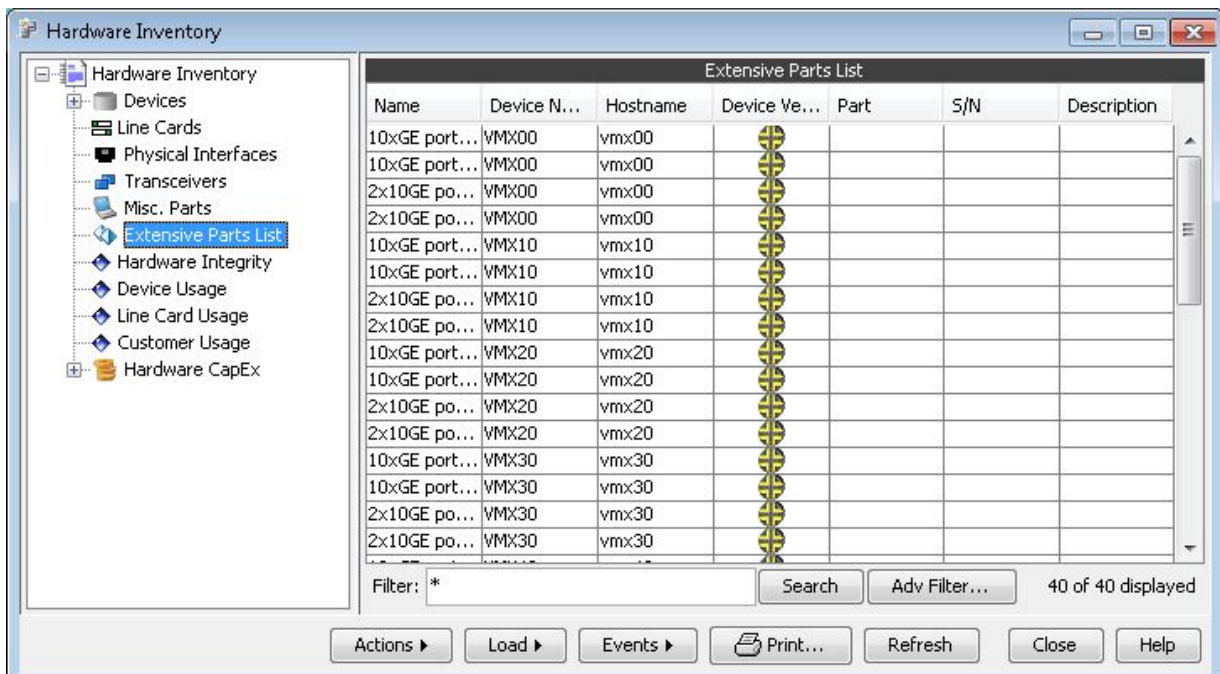 Hardware Inventory
Hardware Inventory
Devices
Line Cards
Physical Interfaces
Transceivers
Misc. Parts
Extensive Parts List
Hardware Integrity
Device Usage
Line Card Usage
Customer Usage
Hardware CapEx
Extensive Parts List
Name Device N... Hostname Device Ve... Part S/N Description
10xGE port... VMX00 vmx00
10xGE port... VMX00 vmx00
2x10GE po... VMX00 vmx00
2x10GE po... VMX00 vmx00
10xGE port... VMX10 vmx10
10xGE port... VMX10 vmx10
2x10GE po... VMX10 vmx10
2x10GE po... VMX10 vmx10
10xGE port... VMX20 vmx20
10xGE port... VMX20 vmx20
2x10GE po... VMX20 vmx20
2x10GE po... VMX20 vmx20
10xGE port... VMX30 vmx30
10xGE port... VMX30 vmx30
2x10GE po... VMX30 vmx30
2x10GE po... VMX30 vmx30
Filter: * Search Adv Filter... 40 of 40 displayed
Actions Load Events Print... Refresh Close Help